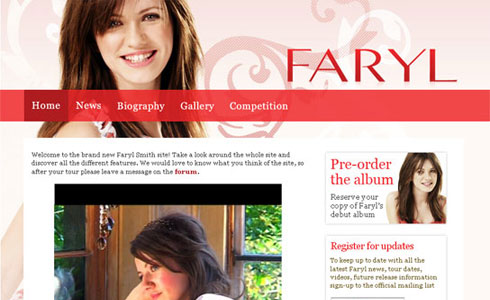 FARYL
Home News Biography Gallery Competition
Welcome to the brand new Faryl Smith site! Take a look around the whole site and
discover all the different features. We would love to know what you think of the site, so
after your tour please leave a message on the forum.
Pre-order
the album
Reserve your
copy of Faryl's
debut album
Register for updates
To keep up to date with all the
latest Faryl news, tour dates,
videos, future release information
sign-up to the official mailing list